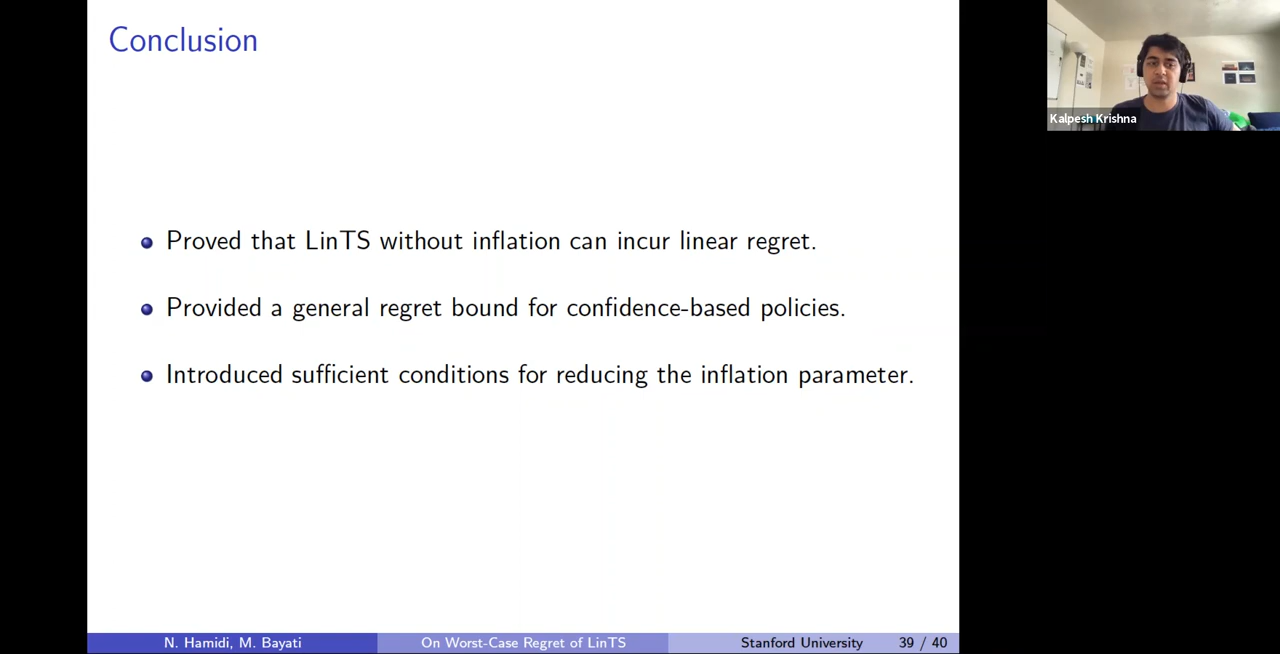 Conclusion
Kalpesh Krishna
Proved that LinTS without inflation can incur linear regret.
Provided a general regret bound for confidence-based policies.
Introduced sufficient conditions for reducing the inflation parameter.
N. Hamidi, M. Bayati On Worst-Case Regret of LinTS Stanford University 39 / 40